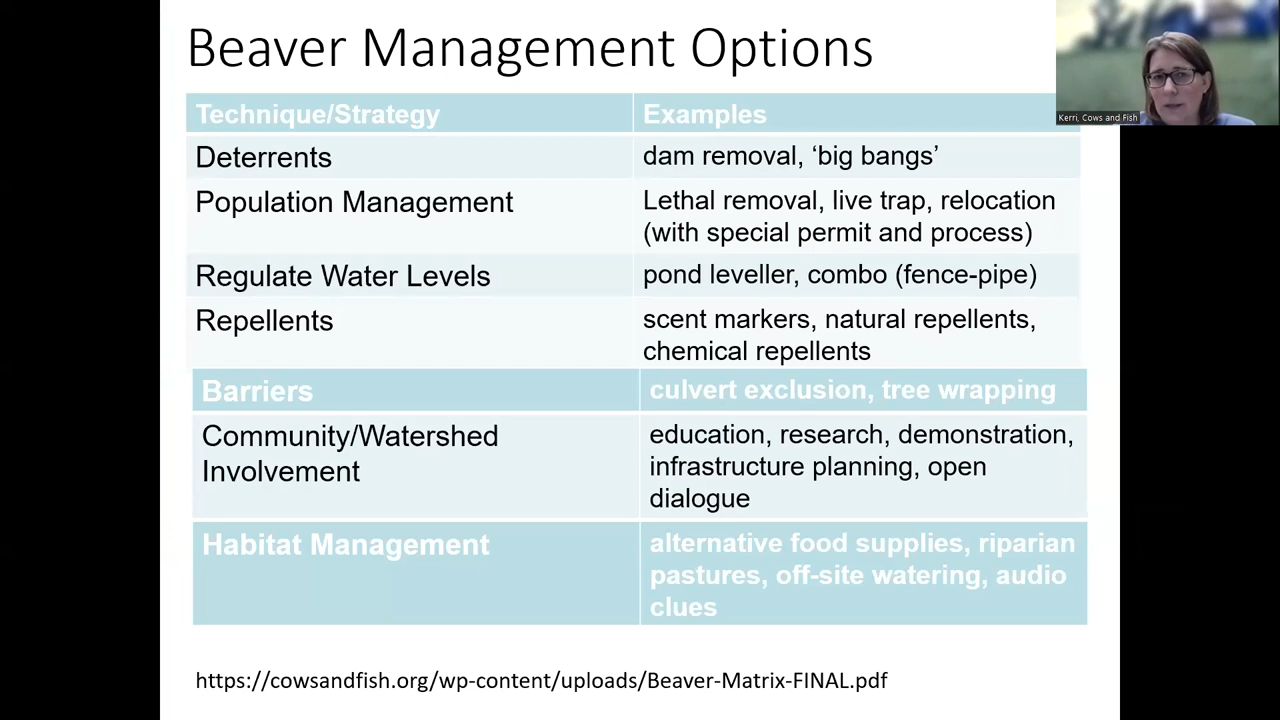 Beaver Management Options
Kerri, Cows and Fish
Technique/Strategy
Examples
Deterrents
dam removal, ‘big bangs’
Population Management
Lethal removal, live trap, relocation
(with special permit and process)
Regulate Water Levels
pond leveller, combo (fence-pipe)
Repellents
scent markers, natural repellents,
chemical repellents
Barriers
culvert exclusion, tree wrapping
Community/Watershed
Involvement
education, research, demonstration,
infrastructure planning, open
dialogue
Habitat Management
alternative food supplies, riparian
pastures, off-site watering, audio
clues
https://cowsandfish.org/wp-content/uploads/Beaver-Matrix-FINAL.pdf